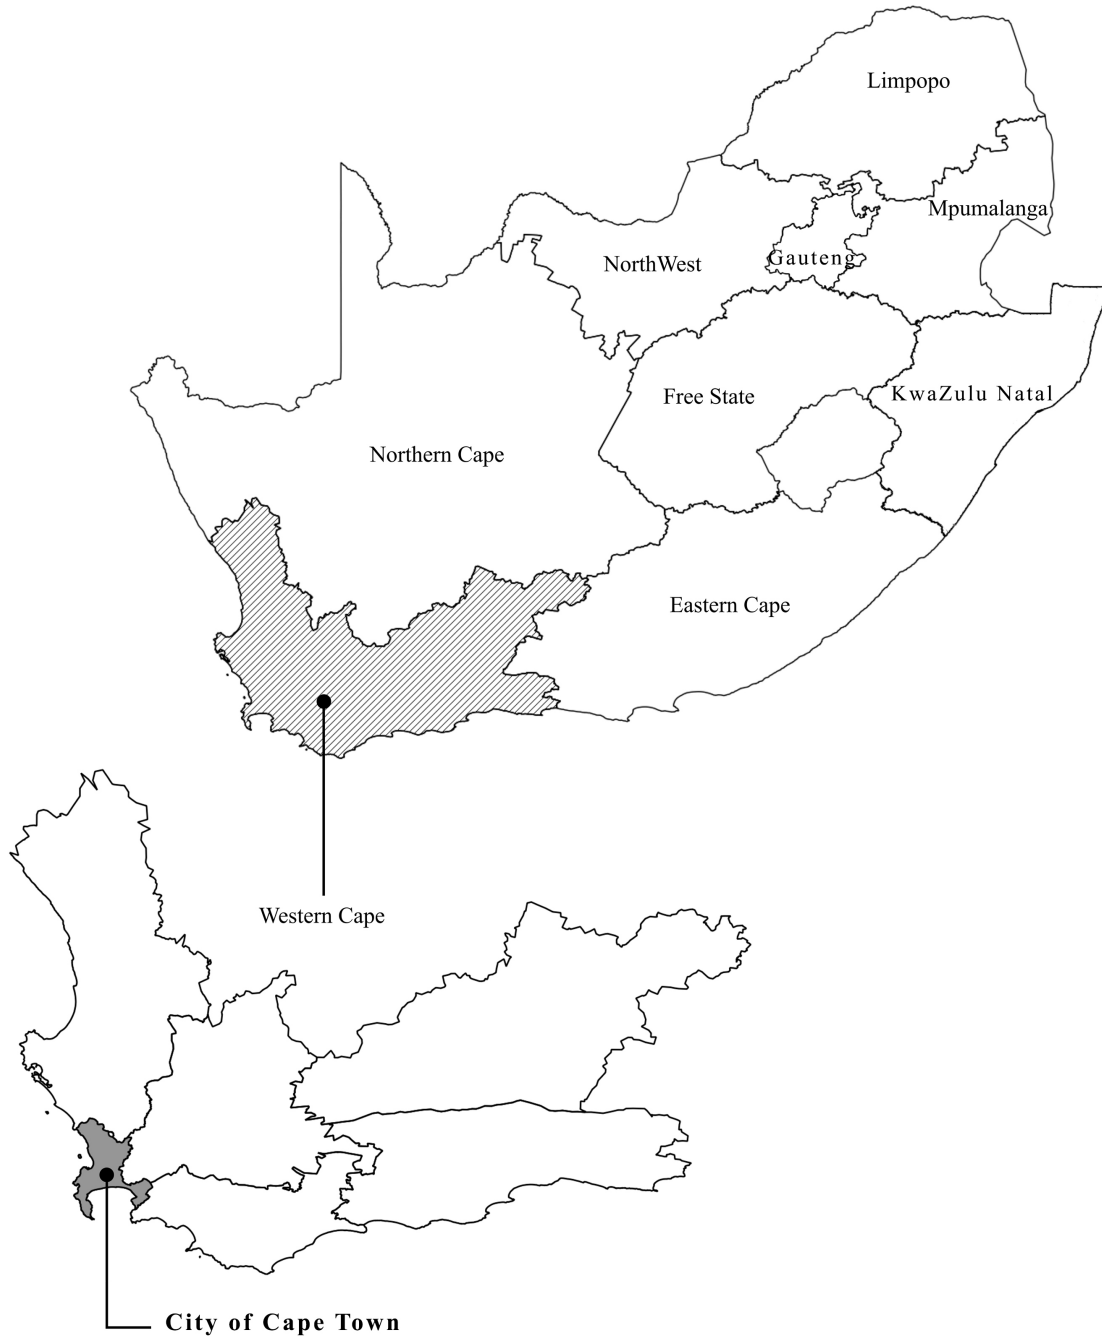 Limpopo
Mpumalanga
Gauteng
NorthWest
Free State
KwaZulu Natal
Northern Cape
Eastern Cape
Western Cape
City of Cape Town